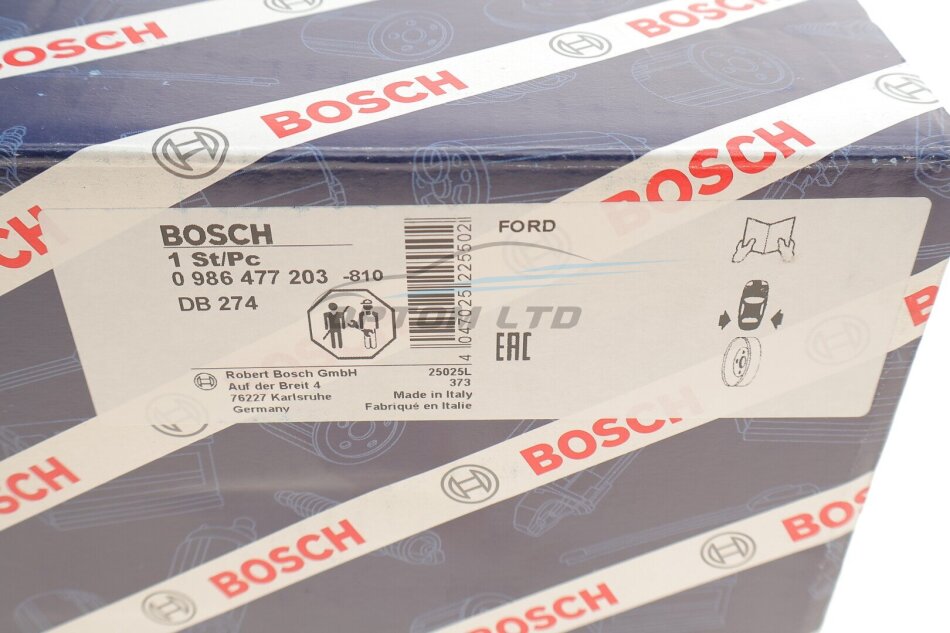 BOSCH
BOSCH
BOSCH
BOSCH
BOSCH
FORD
1 St/Pc
0 986 477 203 -810
DB 274
4 047025 225502
LTD
EAC
Robert Bosch GmbH
Auf der Breit 4
76227 Karlsruhe
Germany
25025L
373
Made in Italy
Fabriqué en Italie
BOSCH
BOSCH
BOSCH